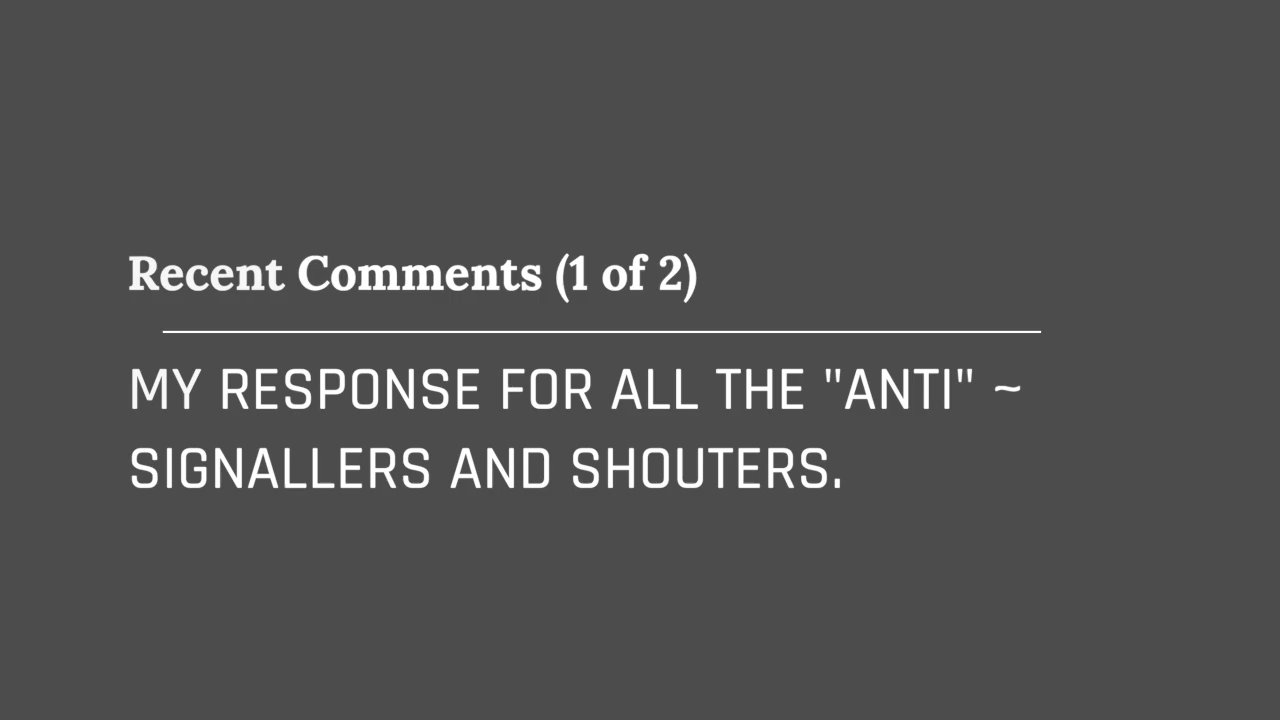 Recent Comments (1 of 2)
MY RESPONSE FOR ALL THE "ANTI" ~
SIGNALLERS AND SHOUTERS.